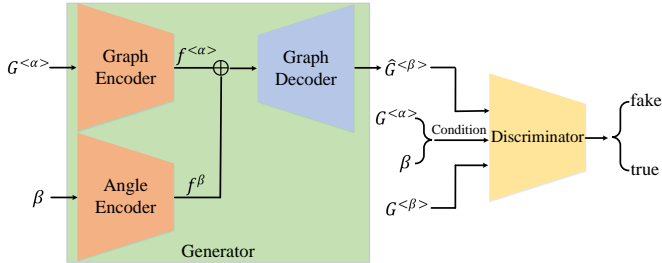 G^{<α>}
Graph
Encoder
f^{<α>}
⊕
Graph
Decoder
Ĝ^{<β>}
β
Angle
Encoder
f^β
Generator
G^{<α>}
β
Condition
G^{<β>}
Discriminator
fake
true